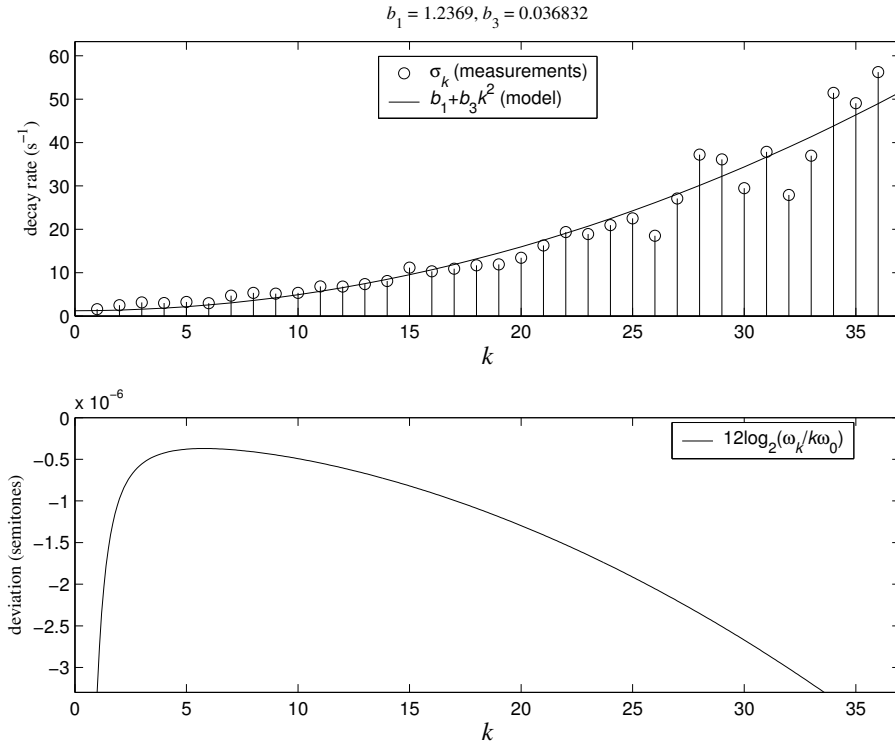 b₁ = 1.2369, b₃ = 0.036832
60
50
40
30
20
10
0
decay rate (s⁻¹)
σₖ (measurements)
b₁+b₃k² (model)
0 5 10 15 20 25 30 35
k
x 10⁻⁶
0
−0.5
−1
−1.5
−2
−2.5
−3
deviation (semitones)
12log₂(ωₖ/kω₀)
0 5 10 15 20 25 30 35
k